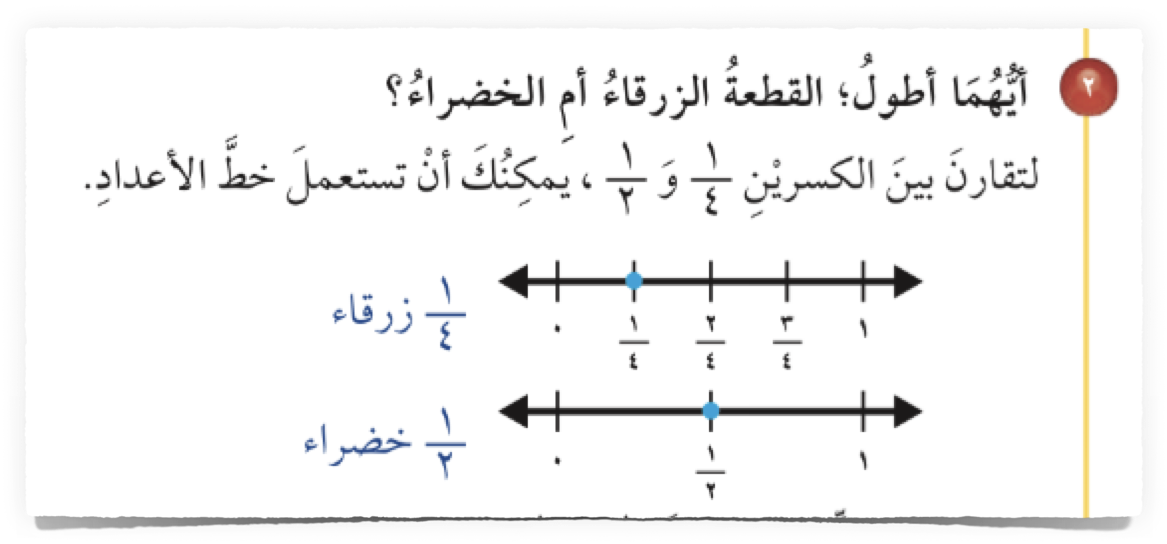 ٢
أيُّهُمَا أطولُ؛ القطعةُ الزرقاءُ أمِ الخضراءُ؟
لتقارنَ بينَ الكسريْنِ ١/٤ وَ ١/٢ ، يمكِنُكَ أنْ تستعملَ خطَّ الأعدادِ.
١/٤ زرقاء
٠ ١/٤ ٢/٤ ٣/٤ ١
١/٢ خضراء
٠ ١/٢ ١